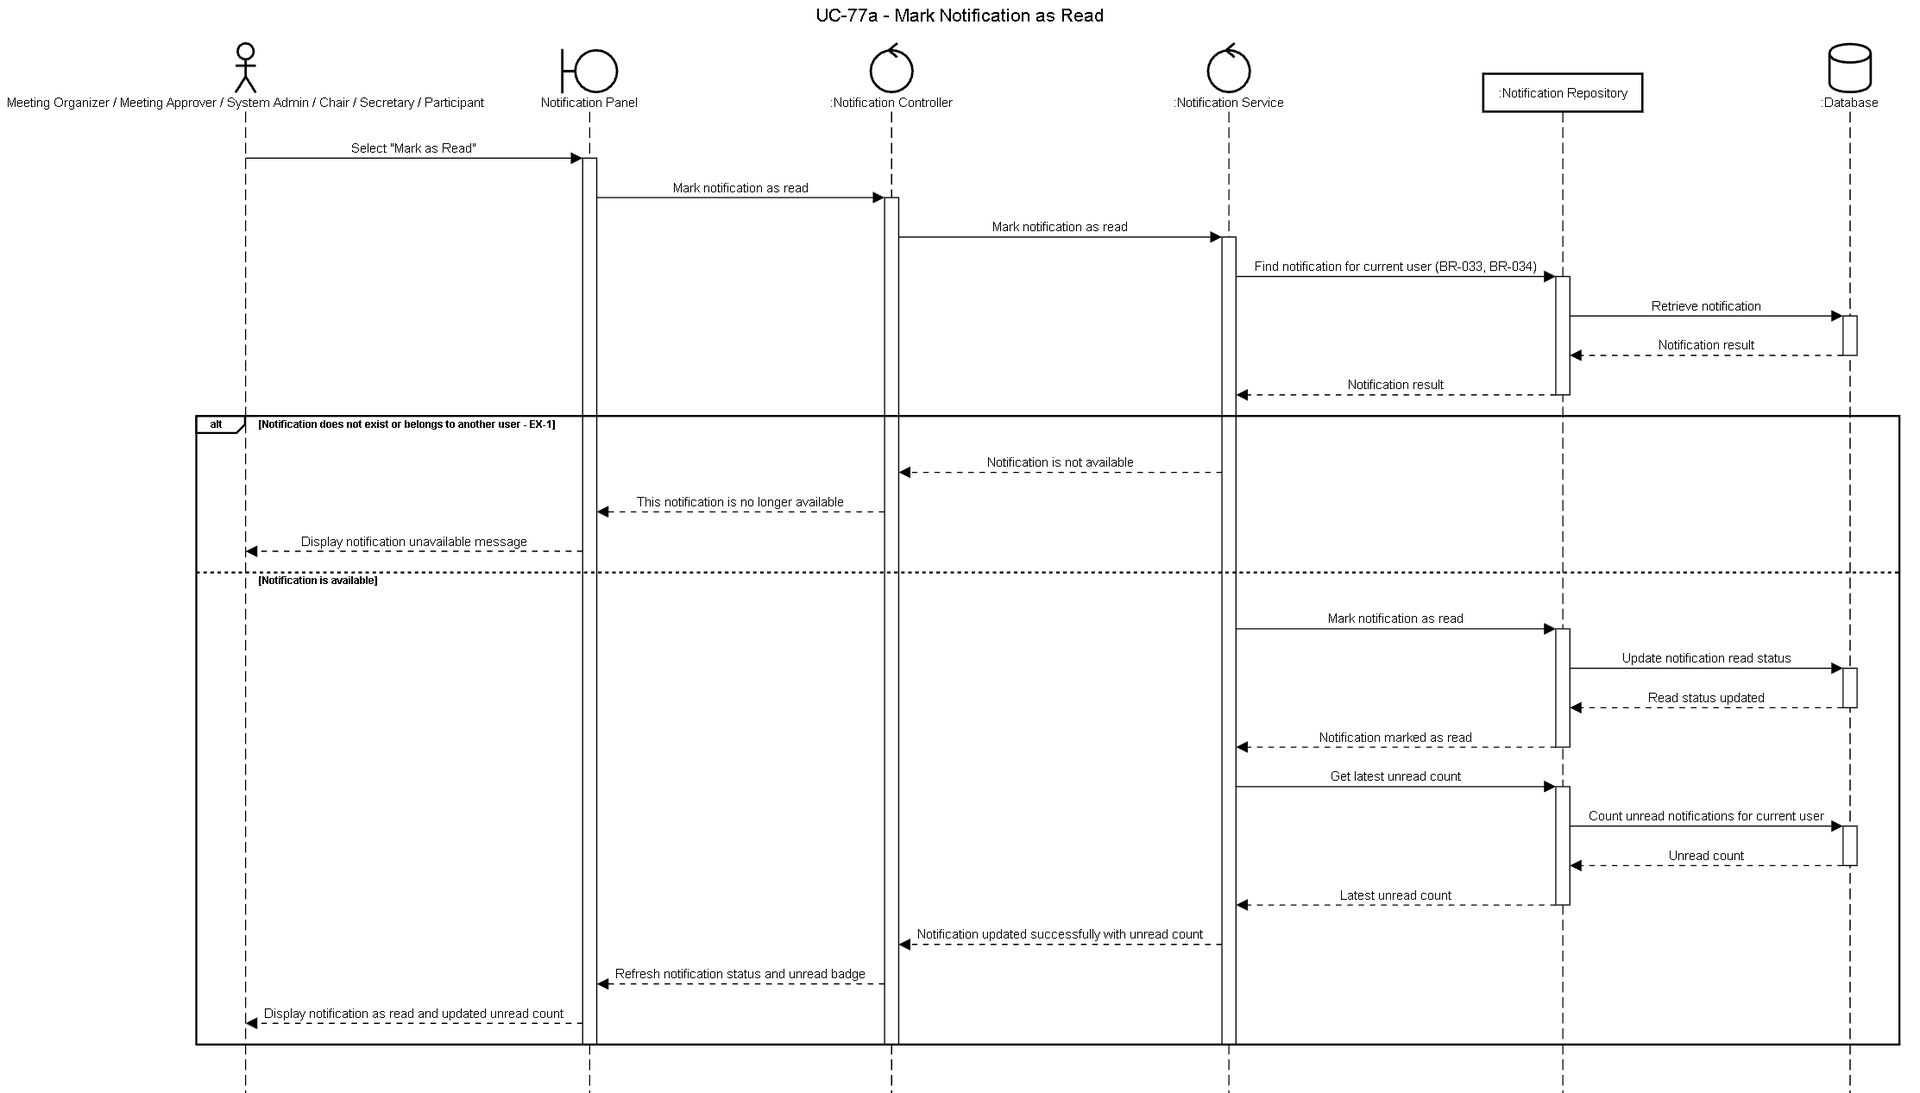 UC-77a - Mark Notification as Read
Meeting Organizer / Meeting Approver / System Admin / Chair / Secretary / Participant
Notification Panel
:Notification Controller
:Notification Service
:Notification Repository
:Database
Select "Mark as Read"
Mark notification as read
Mark notification as read
Find notification for current user (BR-033, BR-034)
Retrieve notification
Notification result
Notification result
alt
[Notification does not exist or belongs to another user - EX-1]
Notification is not available
This notification is no longer available
Display notification unavailable message
[Notification is available]
Mark notification as read
Update notification read status
Read status updated
Notification marked as read
Get latest unread count
Count unread notifications for current user
Unread count
Latest unread count
Notification updated successfully with unread count
Refresh notification status and unread badge
Display notification as read and updated unread count